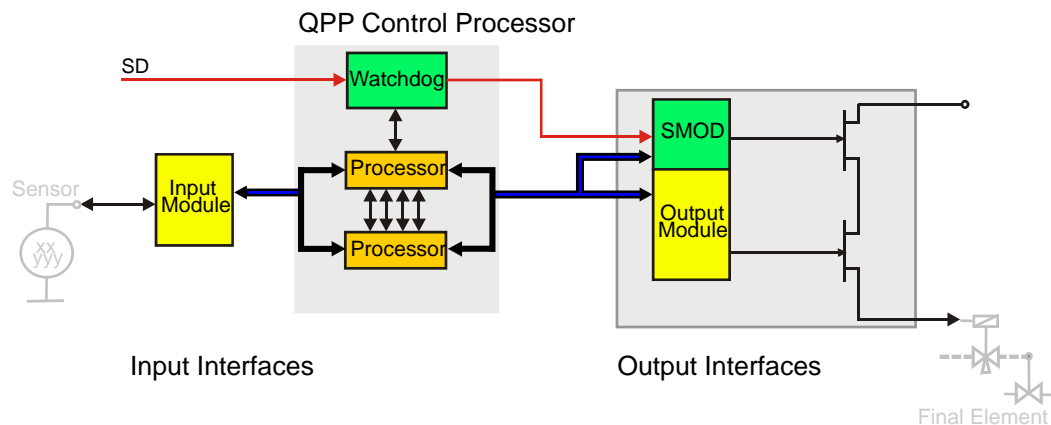 QPP Control Processor
SD
Watchdog
SMOD
Processor
Sensor
Input
Module
Output
Module
xx
yyy
Processor
Input Interfaces
Output Interfaces
Final Element